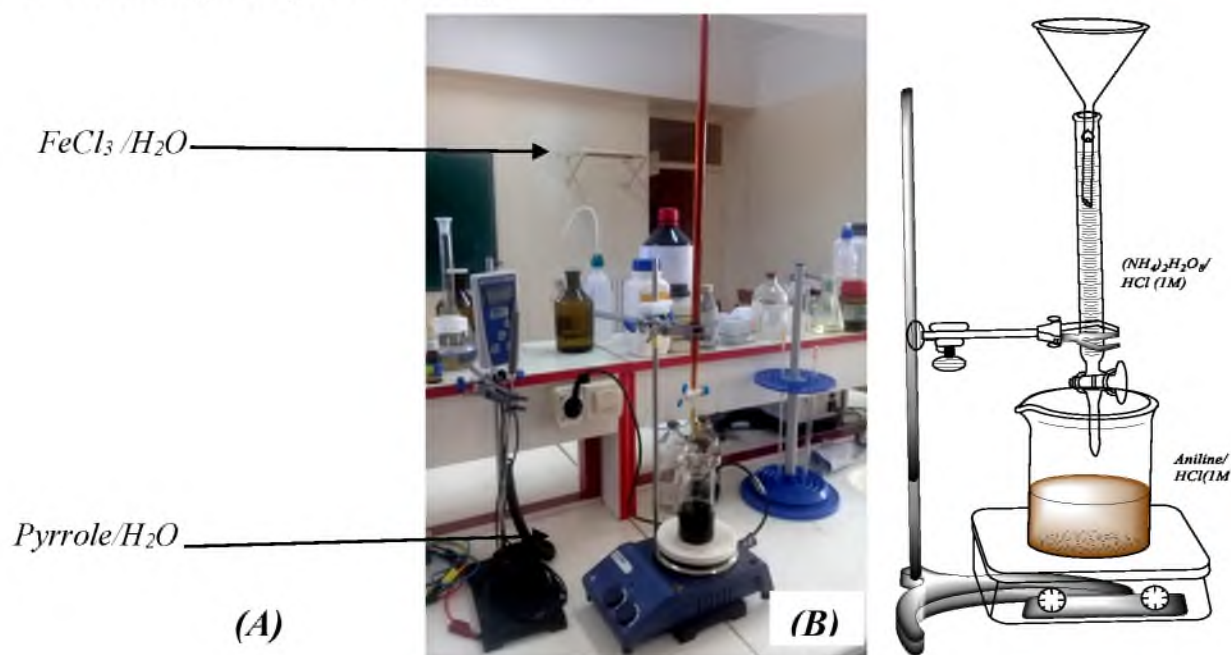 FeCl₃ /H₂O
(NH₄)₂H₂O₈/
HCl (1M)
Aniline/
HCl(1M
Pyrrole/H₂O
(A)
(B)